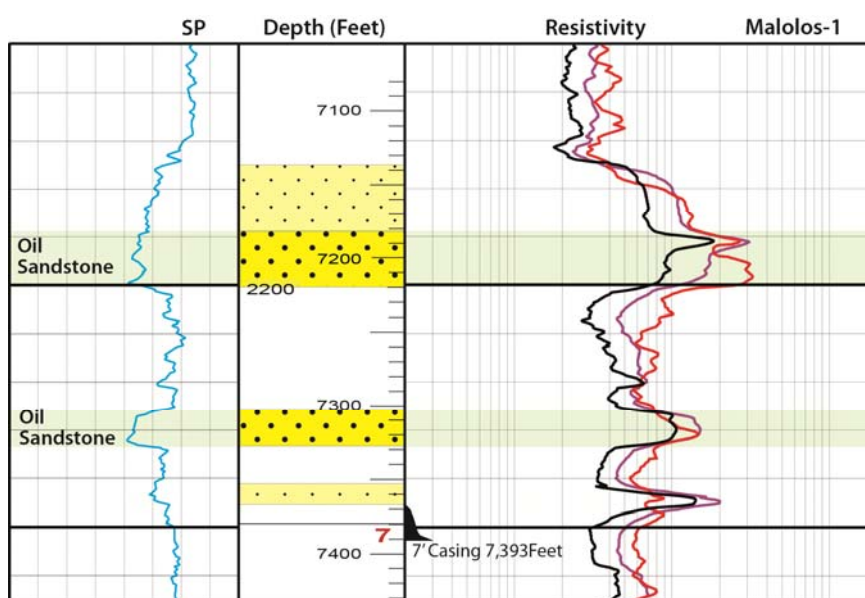 SP
Depth (Feet)
Resistivity
Malolos-1
7100
Oil
Sandstone
7200
2200
7300
Oil
Sandstone
7
7400
7’ Casing 7,393Feet